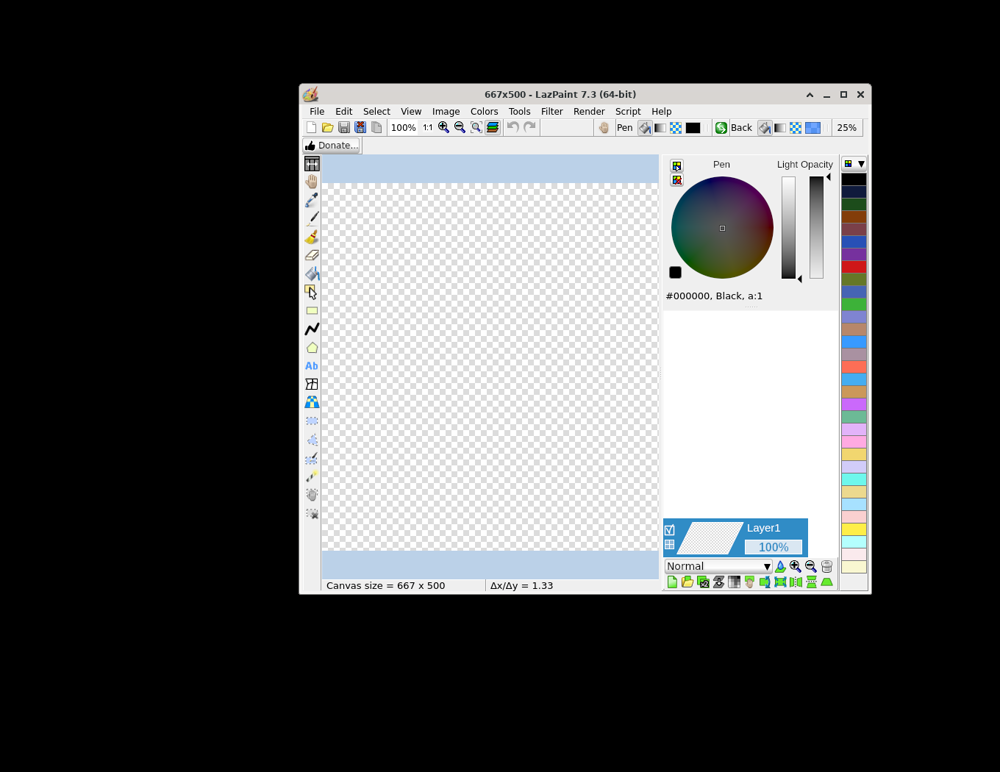 667x500 - LazPaint 7.3 (64-bit)
File Edit Select View Image Colors Tools Filter Render Script Help
100% 1:1 Pen Back 25%
Donate...
Pen Light Opacity
Ab
#000000, Black, a:1
Layer1
100%
Normal
Canvas size = 667 x 500 Δx/Δy = 1.33